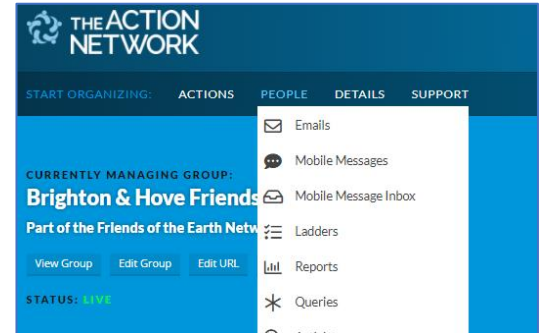 THE ACTION
NETWORK
START ORGANIZING: ACTIONS PEOPLE DETAILS SUPPORT
Emails
Mobile Messages
Mobile Message Inbox
Ladders
Reports
Queries
CURRENTLY MANAGING GROUP:
Brighton & Hove Friends
Part of the Friends of the Earth Netw
View Group Edit Group Edit URL
STATUS: LIVE